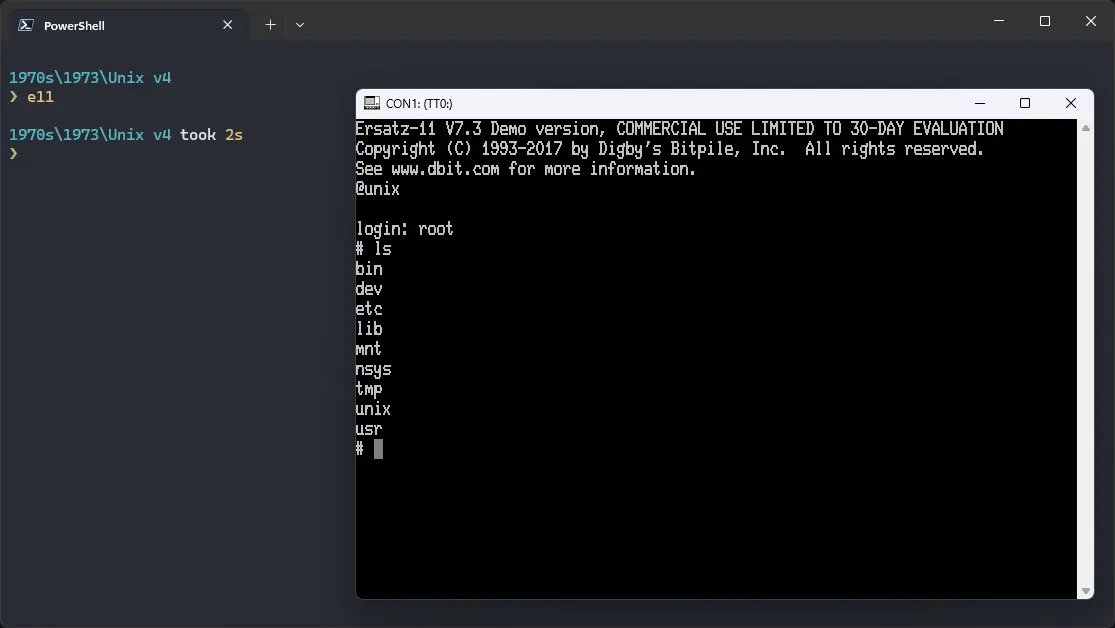 PowerShell
1970s\1973\Unix v4
❯ e11
1970s\1973\Unix v4 took 2s
❯
CON1: (TT0:)
Ersatz-11 V7.3 Demo version, COMMERCIAL USE LIMITED TO 30-DAY EVALUATION
Copyright (C) 1993-2017 by Digby's Bitpile, Inc.  All rights reserved.
See www.dbit.com for more information.
@unix
login: root
# ls
bin
dev
etc
lib
mnt
nsys
tmp
unix
usr
#